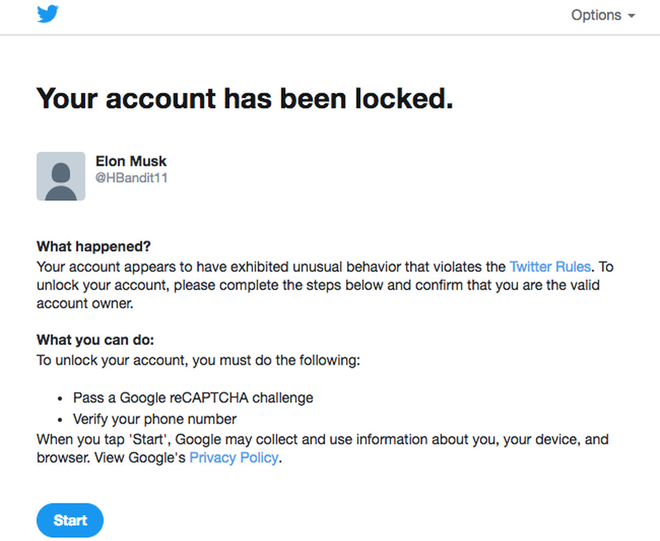 Options
Your account has been locked.
Elon Musk
@HBandit11
What happened?
Your account appears to have exhibited unusual behavior that violates the Twitter Rules. To
unlock your account, please complete the steps below and confirm that you are the valid
account owner.
What you can do:
To unlock your account, you must do the following:
• Pass a Google reCAPTCHA challenge
• Verify your phone number
When you tap 'Start', Google may collect and use information about you, your device, and
browser. View Google's Privacy Policy.
Start